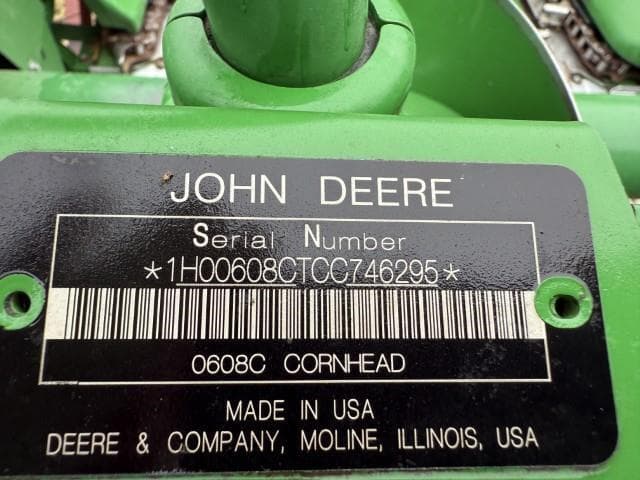 JOHN DEERE
Serial Number
*1H00608CTCC746295*
0608C CORNHEAD
MADE IN USA
DEERE & COMPANY, MOLINE, ILLINOIS, USA